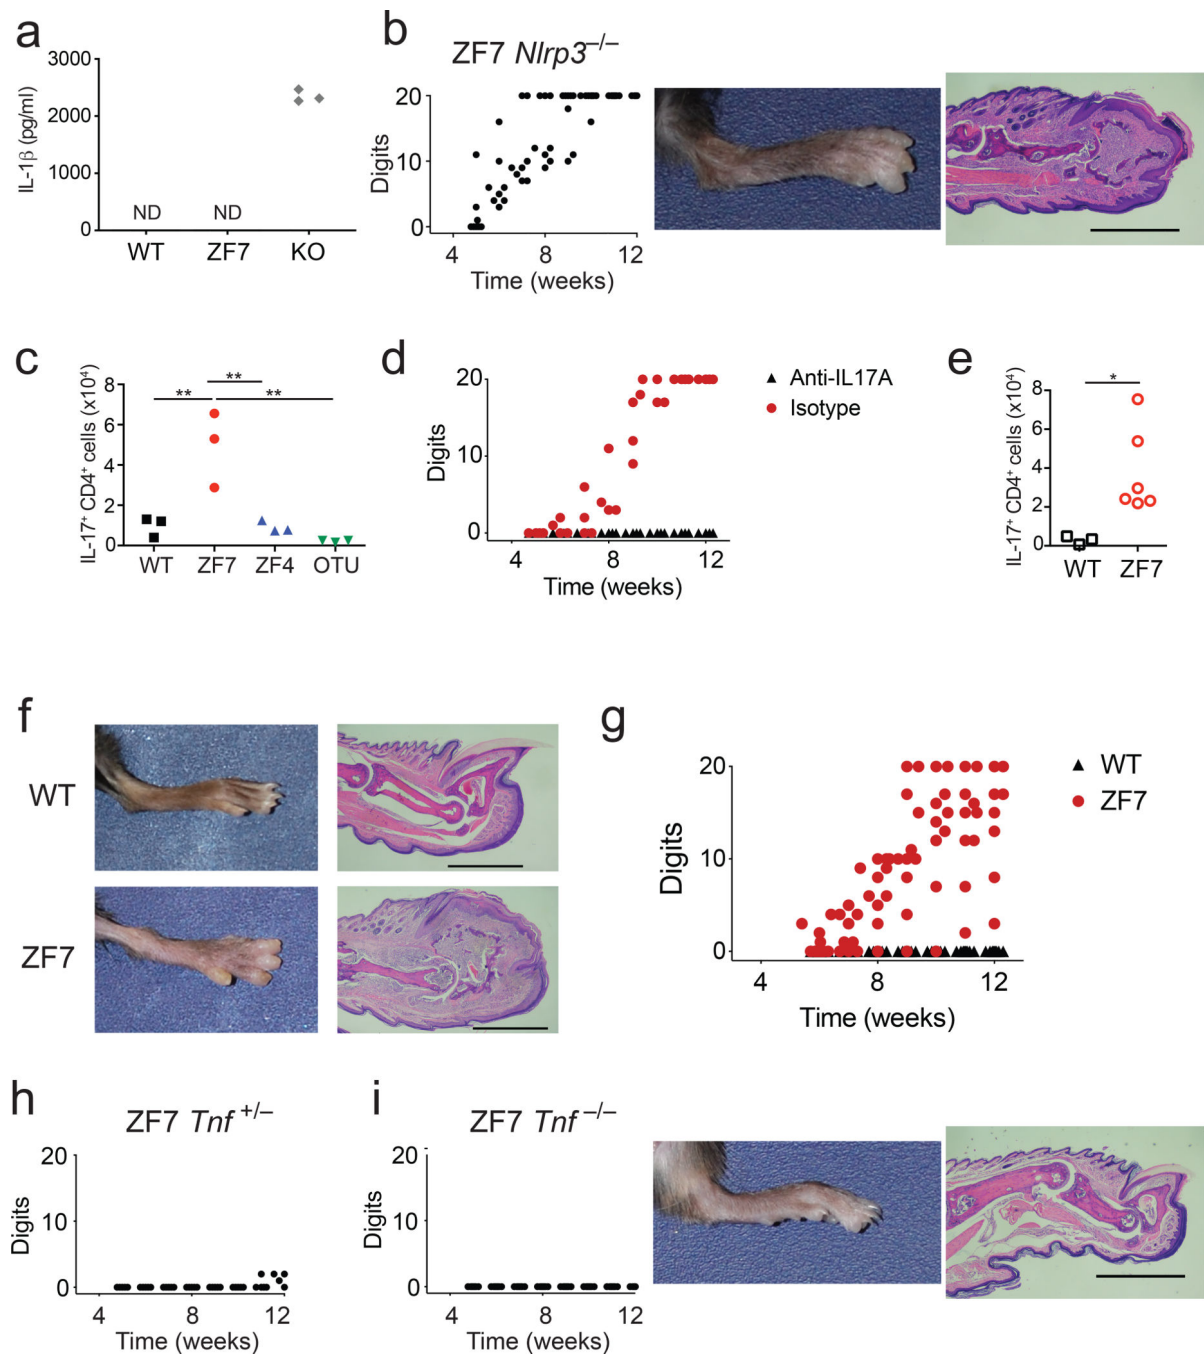 a
IL-1β (pg/ml)
3000
2000
1000
0
ND
ND
WT
ZF7
KO
b
ZF7 Nlrp3–/–
Digits
20
10
0
4
8
12
Time (weeks)
c
IL-17+ CD4+ cells (x10⁴)
8
6
4
2
0
**
**
**
WT
ZF7
ZF4
OTU
d
Digits
20
10
0
4
8
12
Time (weeks)
Anti-IL17A
Isotype
e
IL-17+ CD4+ cells (x10⁴)
8
6
4
2
0
*
WT
ZF7
f
WT
ZF7
g
Digits
20
10
0
4
8
12
Time (weeks)
WT
ZF7
h
ZF7 Tnf +/–
Digits
20
10
0
4
8
12
Time (weeks)
i
ZF7 Tnf –/–
Digits
20
10
0
4
8
12
Time (weeks)